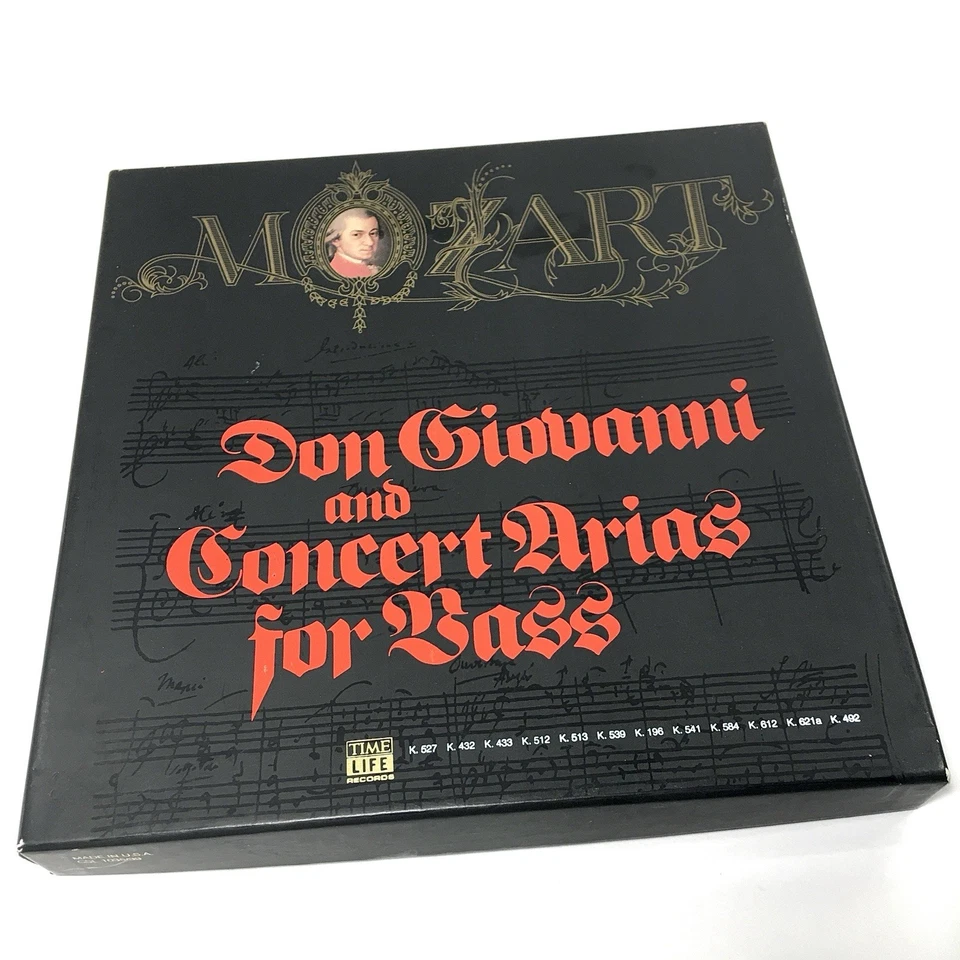 MOZART
Don Giovanni
and
Concert Arias
for Bass
TIME
LIFE
RECORDS
K. 527 K. 432 K. 433 K. 512 K. 513 K. 539 K. 196 K. 541 K. 584 K. 612 K. 621a K. 492
MADE IN U.S.A.